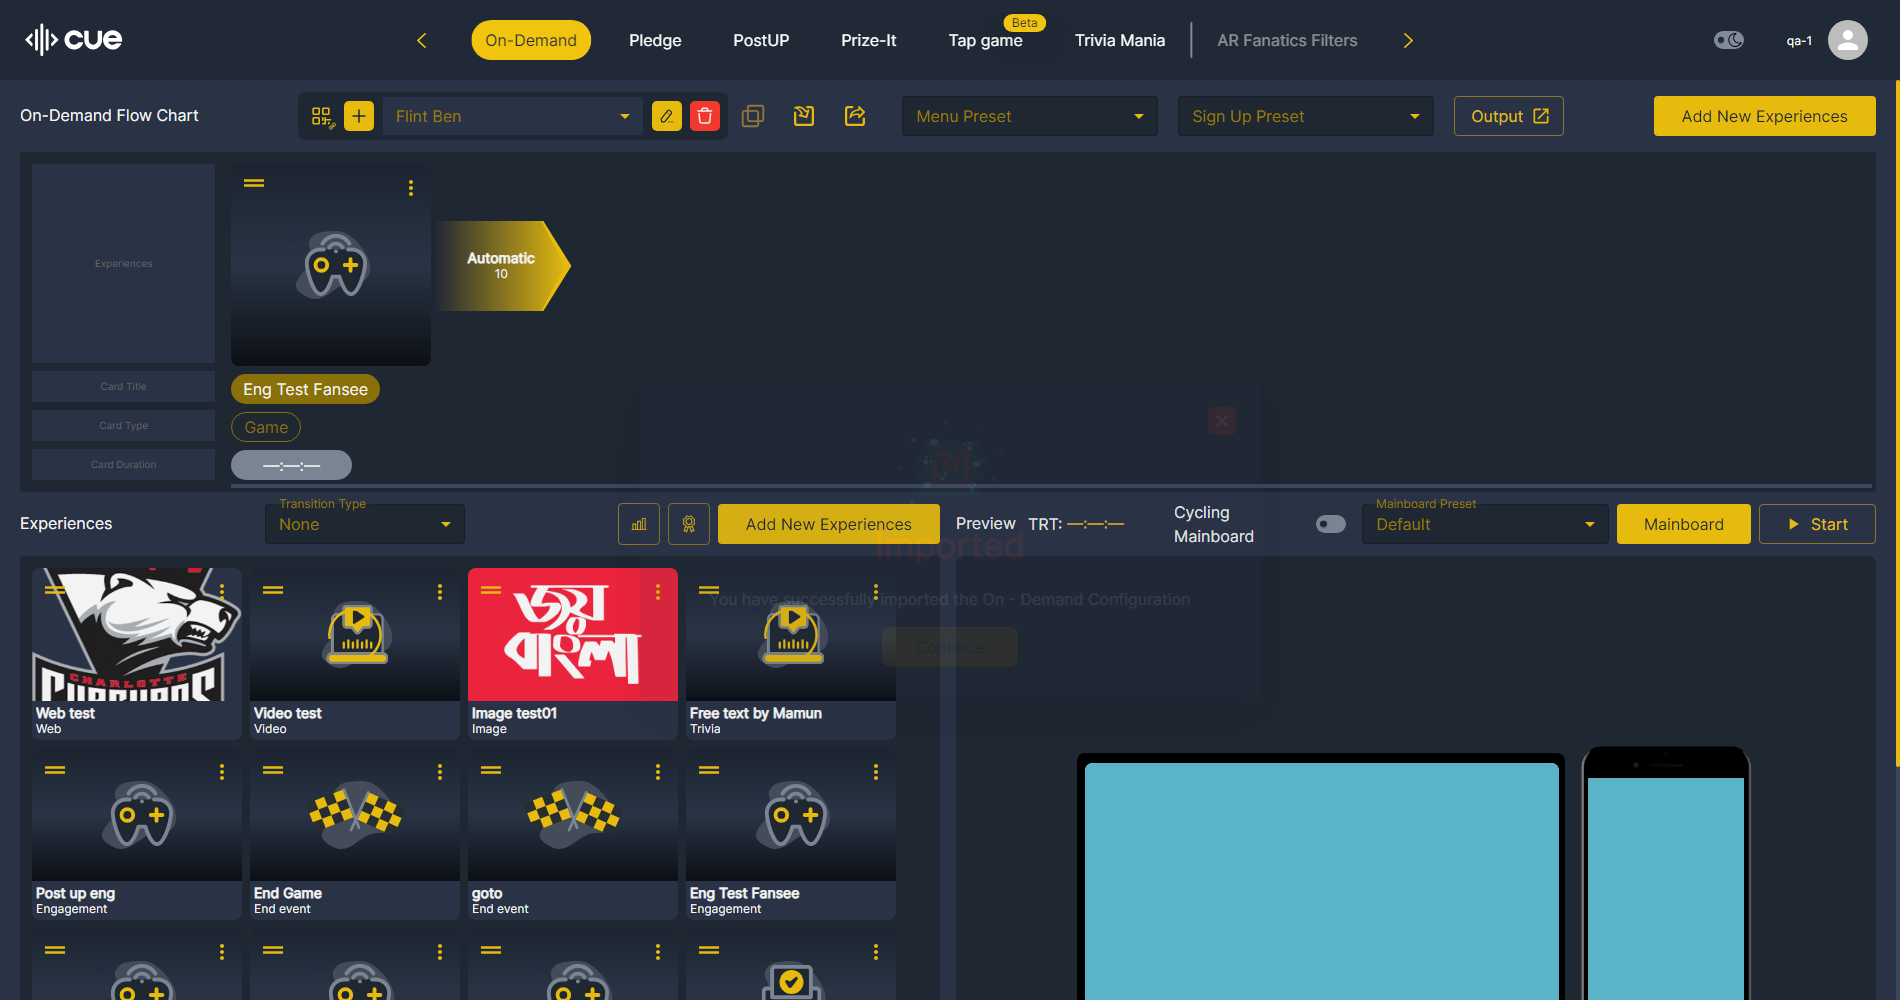 cue
On-Demand
Pledge
PostUP
Prize-It
Tap game
Beta
Trivia Mania
AR Fanatics Filters
qa-1
On-Demand Flow Chart
Flint Ben
Menu Preset
Sign Up Preset
Output
Add New Experiences
Experiences
Automatic
10
Card Title
Eng Test Fansee
Card Type
Game
Card Duration
—:—:—
Experiences
Transition Type
None
Add New Experiences
Preview
TRT: —:—:—
Cycling
Mainboard
Mainboard Preset
Default
Mainboard
Start
Imported
You have successfully imported the On - Demand Configuration
Continue
CHARLOTTE
Web test
Web
Video test
Video
জয়
বাংলা
Image test01
Image
Free text by Mamun
Trivia
Post up eng
Engagement
End Game
End event
goto
End event
Eng Test Fansee
Engagement